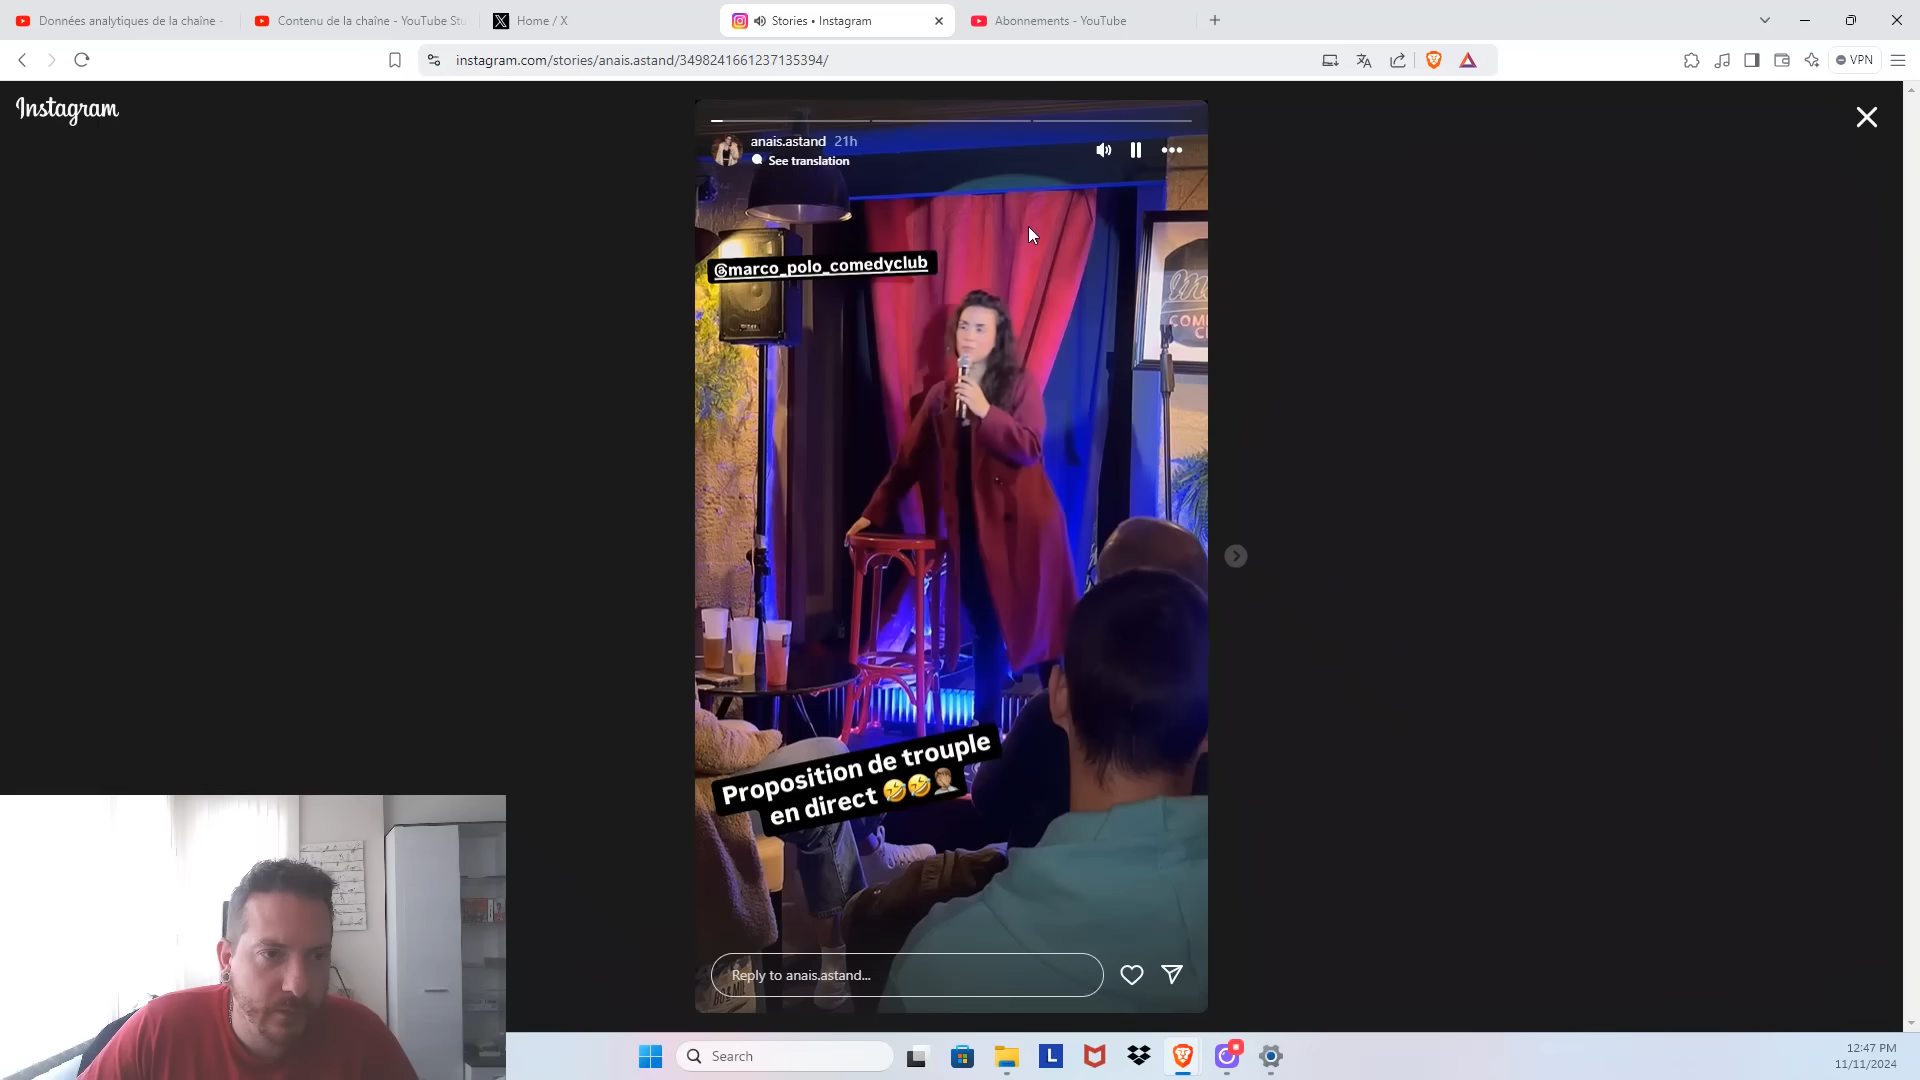 Données analytiques de la chaîne -
Contenu de la chaîne - YouTube Stu
Home / X
Stories • Instagram
Abonnements - YouTube
instagram.com/stories/anais.astand/3498241661237135394/
VPN
Instagram
anais.astand 21h
See translation
@marco_polo_comedyclub
COM
Proposition de trouple
en direct 🤣🤣🤦🏼‍♂️
Reply to anais.astand...
Search
L
12:47 PM
11/11/2024